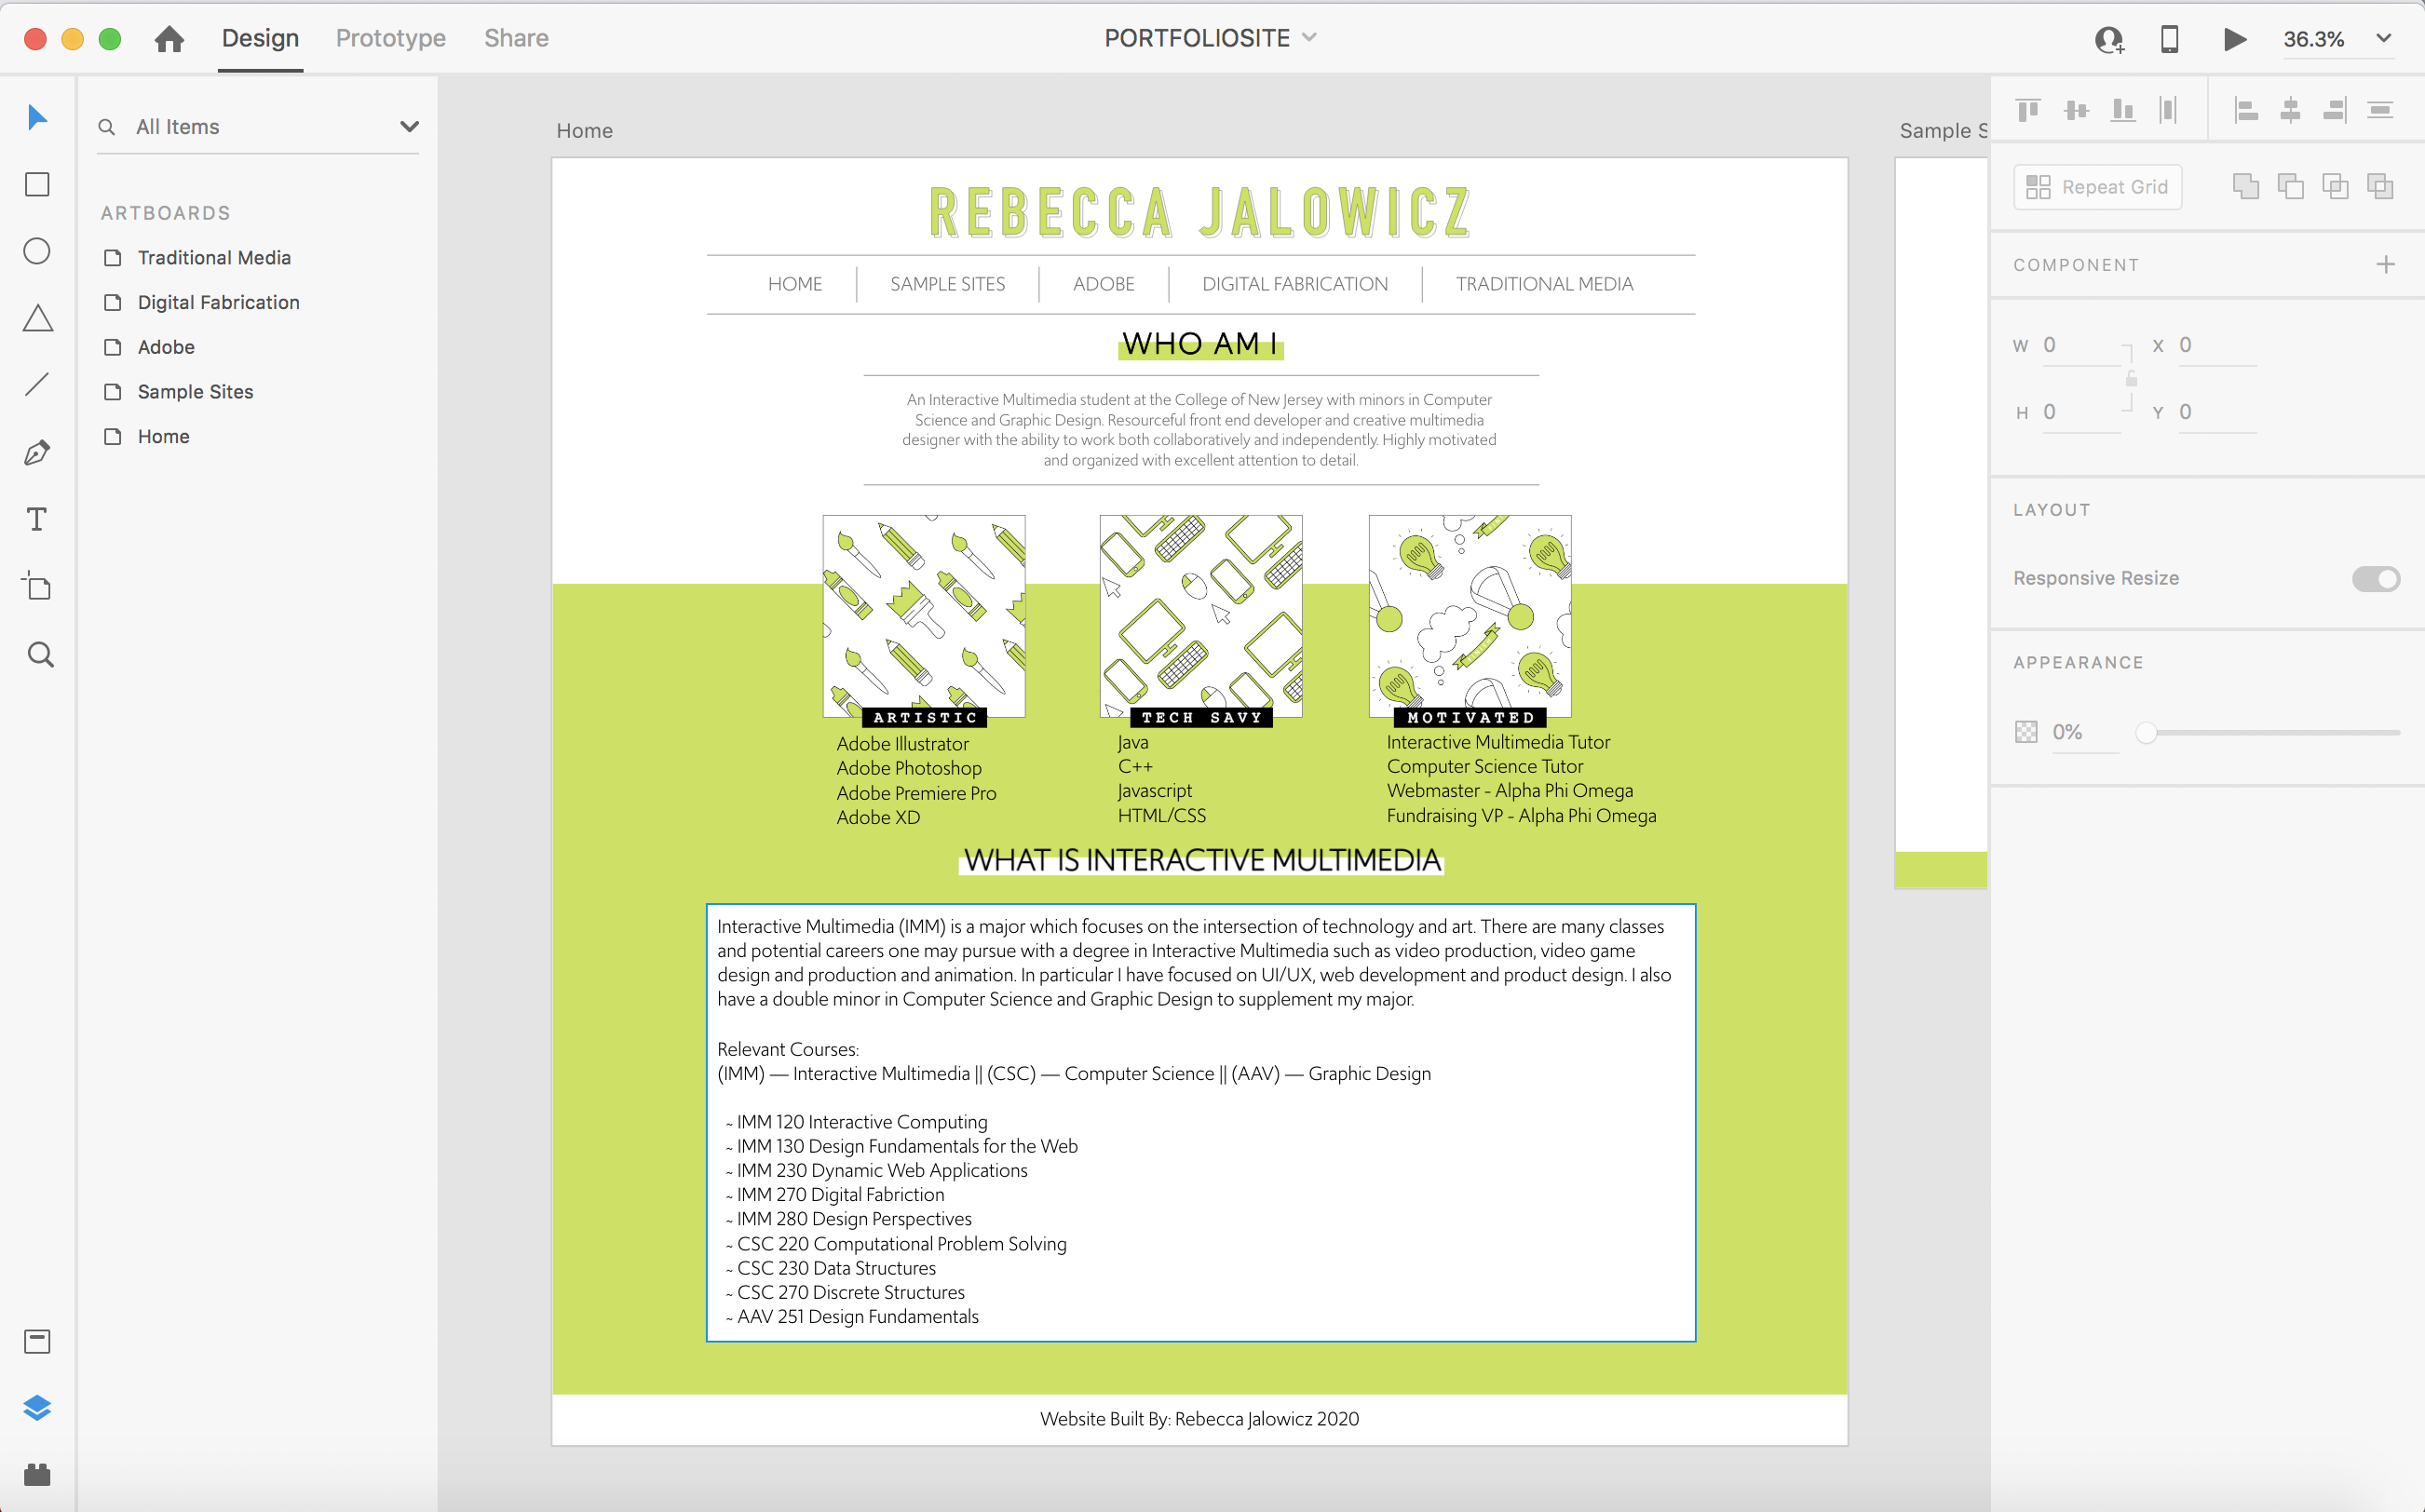 Design Prototype Share PORTFOLIOSITE 36.3%
All Items
ARTBOARDS
Traditional Media
Digital Fabrication
Adobe
Sample Sites
Home
Home
Sample S
REBECCA JALOWICZ
HOME SAMPLE SITES ADOBE DIGITAL FABRICATION TRADITIONAL MEDIA
WHO AM I
An Interactive Multimedia student at the College of New Jersey with minors in Computer
Science and Graphic Design. Resourceful front end developer and creative multimedia
designer with the ability to work both collaboratively and independently. Highly motivated
and organized with excellent attention to detail.
ARTISTIC
Adobe Illustrator
Adobe Photoshop
Adobe Premiere Pro
Adobe XD
TECH SAVY
Java
C++
Javascript
HTML/CSS
MOTIVATED
Interactive Multimedia Tutor
Computer Science Tutor
Webmaster - Alpha Phi Omega
Fundraising VP - Alpha Phi Omega
WHAT IS INTERACTIVE MULTIMEDIA
Interactive Multimedia (IMM) is a major which focuses on the intersection of technology and art. There are many classes
and potential careers one may pursue with a degree in Interactive Multimedia such as video production, video game
design and production and animation. In particular I have focused on UI/UX, web development and product design. I also
have a double minor in Computer Science and Graphic Design to supplement my major.
Relevant Courses:
(IMM) — Interactive Multimedia || (CSC) — Computer Science || (AAV) — Graphic Design
~ IMM 120 Interactive Computing
~ IMM 130 Design Fundamentals for the Web
~ IMM 230 Dynamic Web Applications
~ IMM 270 Digital Fabriction
~ IMM 280 Design Perspectives
~ CSC 220 Computational Problem Solving
~ CSC 230 Data Structures
~ CSC 270 Discrete Structures
~ AAV 251 Design Fundamentals
Website Built By: Rebecca Jalowicz 2020
Repeat Grid
COMPONENT
W 0 X 0
H 0 Y 0
LAYOUT
Responsive Resize
APPEARANCE
0%